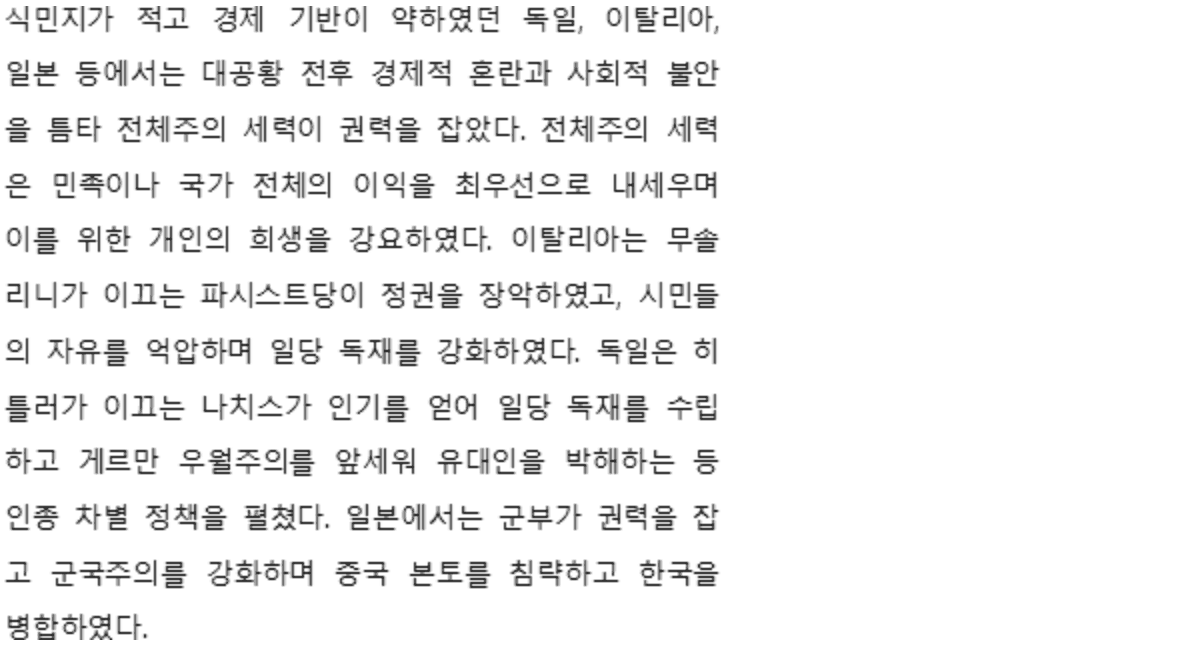 식민지가 적고 경제 기반이 약하였던 독일, 이탈리아,
일본 등에서는 대공황 전후 경제적 혼란과 사회적 불안
을 틈타 전체주의 세력이 권력을 잡았다. 전체주의 세력
은 민족이나 국가 전체의 이익을 최우선으로 내세우며
이를 위한 개인의 희생을 강요하였다. 이탈리아는 무솔
리니가 이끄는 파시스트당이 정권을 장악하였고, 시민들
의 자유를 억압하며 일당 독재를 강화하였다. 독일은 히
틀러가 이끄는 나치스가 인기를 얻어 일당 독재를 수립
하고 게르만 우월주의를 앞세워 유대인을 박해하는 등
인종 차별 정책을 펼쳤다. 일본에서는 군부가 권력을 잡
고 군국주의를 강화하며 중국 본토를 침략하고 한국을
병합하였다.